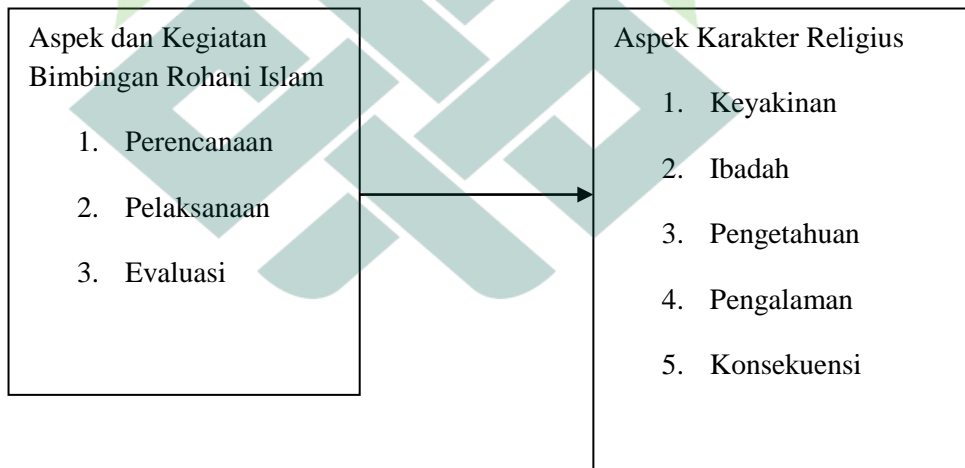 Aspek dan Kegiatan
Bimbingan Rohani Islam
1. Perencanaan
2. Pelaksanaan
3. Evaluasi
Aspek Karakter Religius
1. Keyakinan
2. Ibadah
3. Pengetahuan
4. Pengalaman
5. Konsekuensi